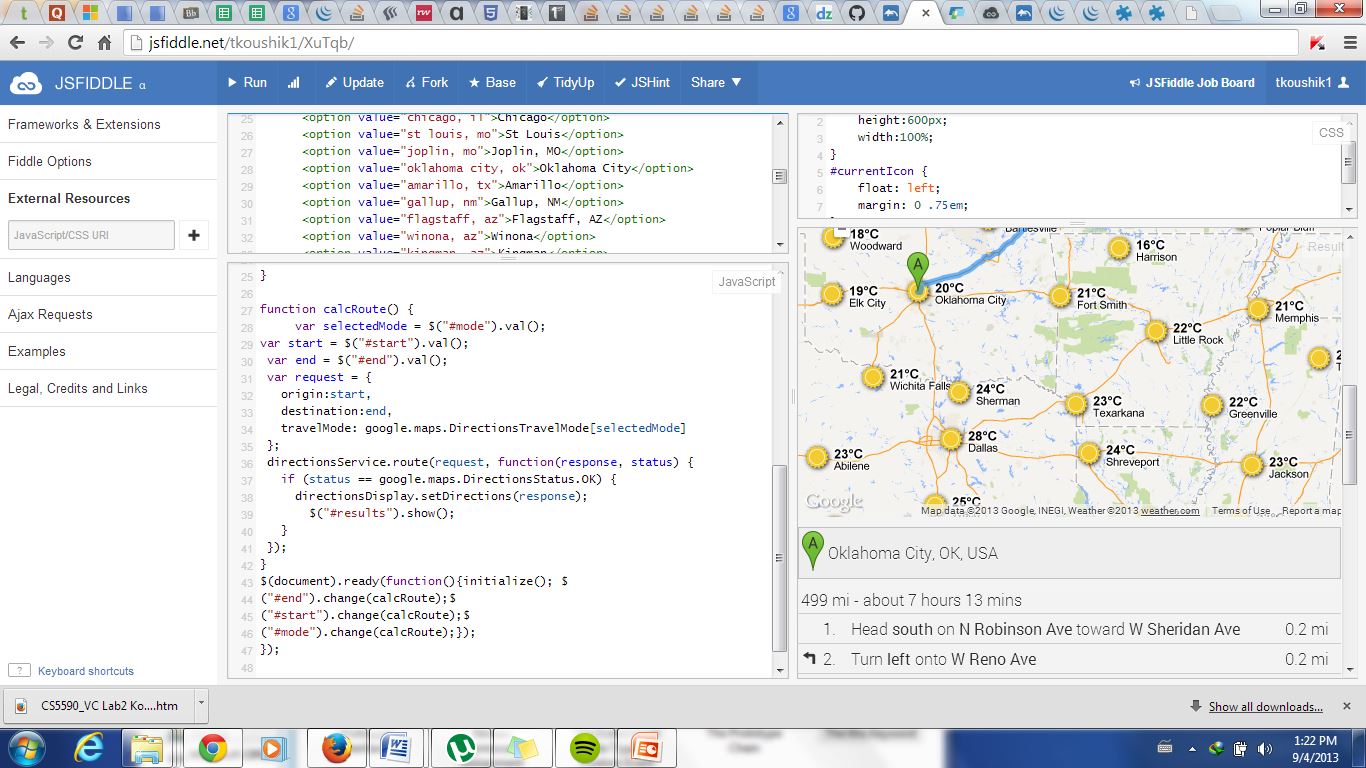 jsfiddle.net/tkoushik1/XuTqb/
JSFIDDLE α
Run
Update
Fork
Base
TidyUp
JSHint
Share
JSFiddle Job Board
tkoushik1
Frameworks & Extensions
Fiddle Options
External Resources
JavaScript/CSS URI
Languages
Ajax Requests
Examples
Legal, Credits and Links
? Keyboard shortcuts
25 <option value="chicago, il">Chicago</option>
26 <option value="st louis, mo">St Louis</option>
27 <option value="joplin, mo">Joplin, MO</option>
28 <option value="oklahoma city, ok">Oklahoma City</option>
29 <option value="amarillo, tx">Amarillo</option>
30 <option value="gallup, nm">Gallup, NM</option>
31 <option value="flagstaff, az">Flagstaff, AZ</option>
32 <option value="winona, az">Winona</option>
<option value="kingman, az">Kingman</option>
JavaScript
25 }
26
27 function calcRoute() {
28 var selectedMode = $("#mode").val();
29 var start = $("#start").val();
30 var end = $("#end").val();
31 var request = {
32 origin:start,
33 destination:end,
34 travelMode: google.maps.DirectionsTravelMode[selectedMode]
35 };
36 directionsService.route(request, function(response, status) {
37 if (status == google.maps.DirectionsStatus.OK) {
38 directionsDisplay.setDirections(response);
39 $("#results").show();
40 }
41 });
42 }
43 $(document).ready(function(){initialize(); $
44 ("#end").change(calcRoute);$
45 ("#start").change(calcRoute);$
46 ("#mode").change(calcRoute);});
47 });
48
CSS
2 height:600px;
3 width:100%;
4 }
5 #currentIcon {
6 float: left;
7 margin: 0 .75em;
Result
Bartlesville
Poplar Bluff
18°C
Woodward
16°C
Harrison
A
19°C
Elk City
20°C
Oklahoma City
21°C
Fort Smith
21°C
Memphis
22°C
Little Rock
21°C
Wichita Falls
24°C
Sherman
23°C
Texarkana
22°C
Greenville
28°C
Dallas
23°C
Abilene
24°C
Shreveport
23°C
Jackson
25°C
Google
Map data ©2013 Google, INEGI, Weather ©2013 weather.com
Terms of Use
Report a map
A Oklahoma City, OK, USA
499 mi - about 7 hours 13 mins
1. Head south on N Robinson Ave toward W Sheridan Ave 0.2 mi
2. Turn left onto W Reno Ave 0.2 mi
CS5590_VC Lab2 Ko....htm
Show all downloads...
1:22 PM
9/4/2013